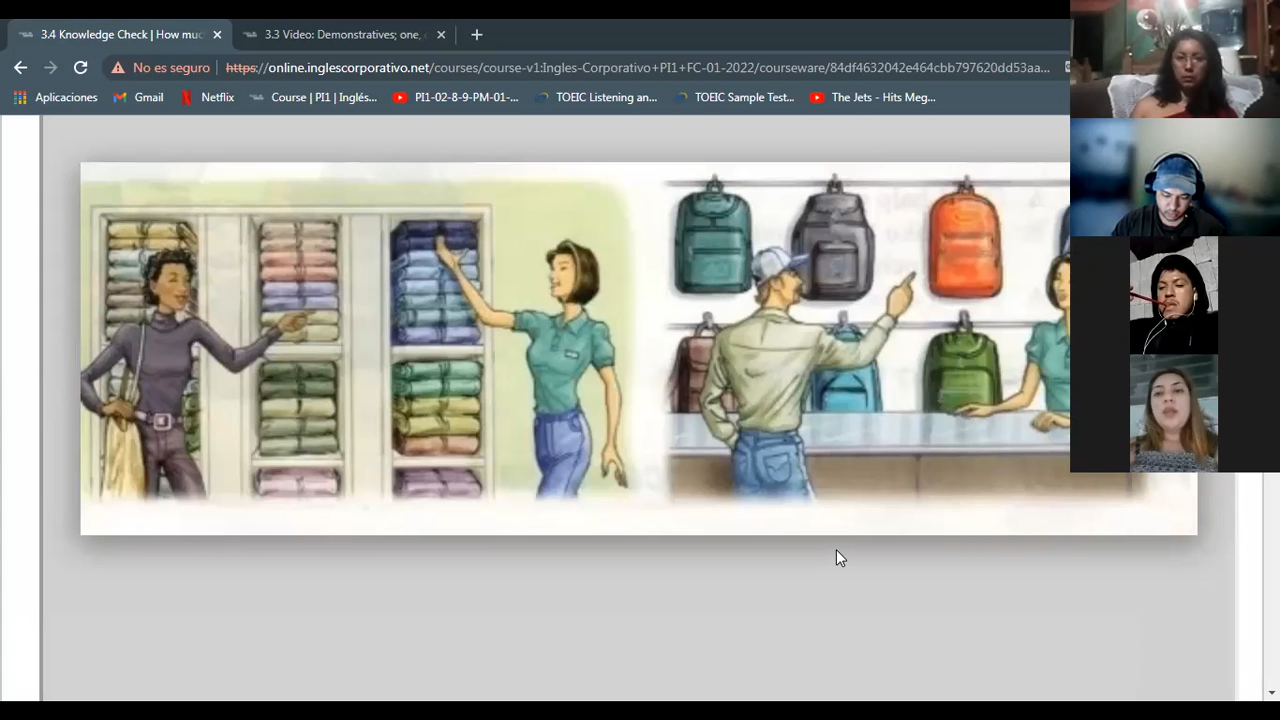 3.4 Knowledge Check | How muc
3.3 Video: Demonstratives; one,
No es seguro
https://online.inglescorporativo.net/courses/course-v1:Ingles-Corporativo+PI1+FC-01-2022/courseware/84df4632042e464cbb797620dd53aa...
Aplicaciones
Gmail
Netflix
Course | PI1 | Inglés...
PI1-02-8-9-PM-01-...
TOEIC Listening an...
TOEIC Sample Test...
The Jets - Hits Meg...